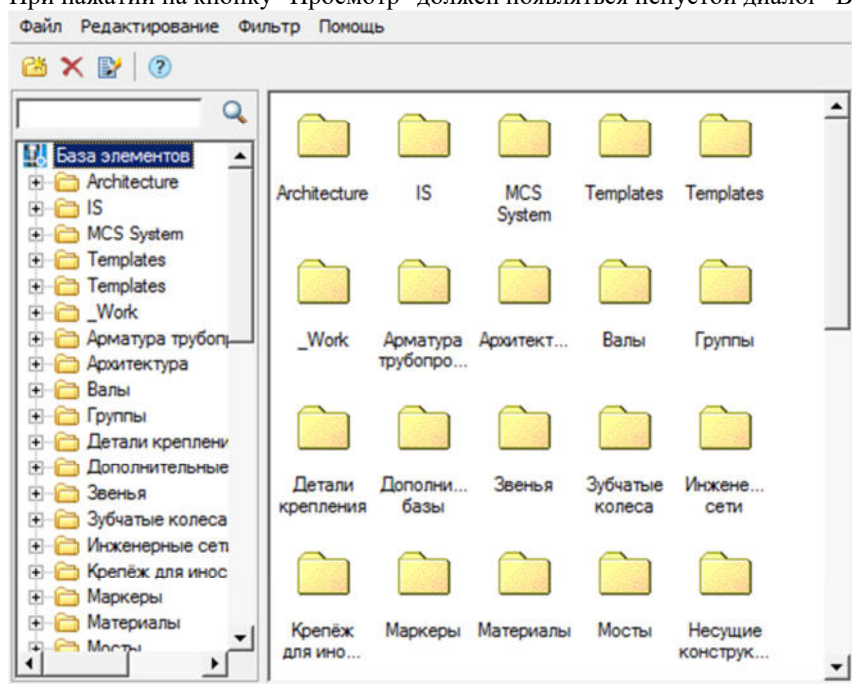 При нажатии на кнопку "Просмотр" должен появляться непустой диалог "В
Файл Редактирование Фильтр Помощь
База элементов
Architecture
IS
MCS System
Templates
Templates
_Work
Арматура трубопр
Архитектура
Валы
Группы
Детали креплени
Дополнительные
Звенья
Зубчатые колеса
Инженерные сети
Крепёж для инос
Маркеры
Материалы
Мосты
Architecture IS MCS Templates Templates
System
_Work Арматура Архитект... Валы Группы
трубопро...
Детали Дополни... Звенья Зубчатые Инжене...
крепления базы колеса сети
Крепёж Маркеры Материалы Мосты Несущие
для ино... конструк...